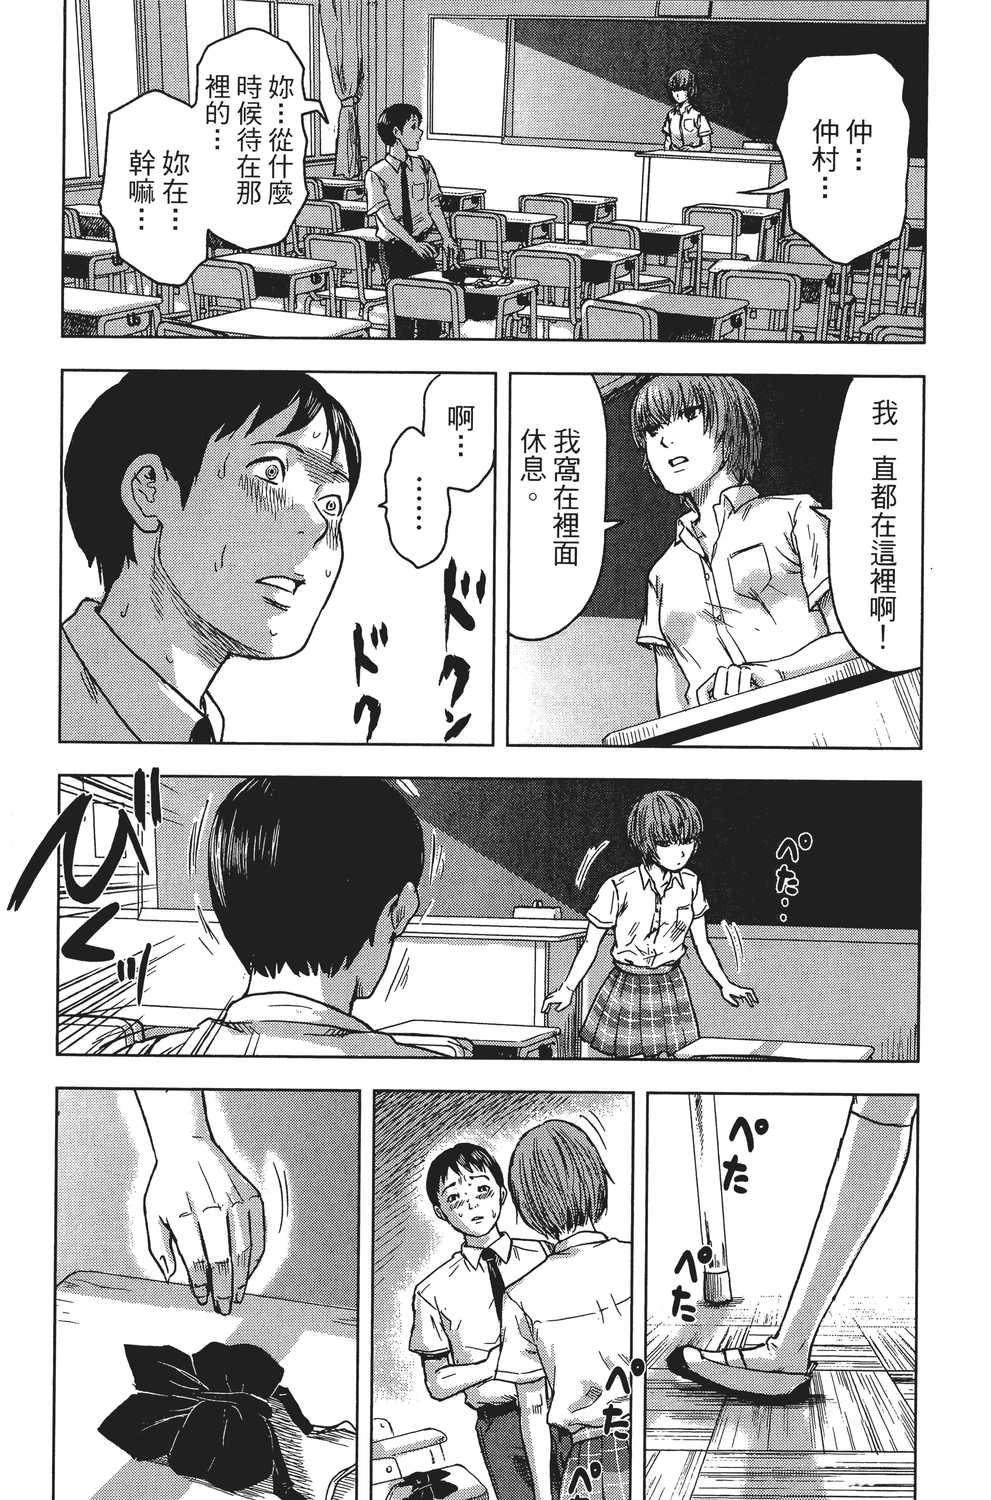 仲…
仲村…
妳…從什麼
時候待在那
裡的…
妳在…
幹嘛…
我一直都在這裡啊！
我窩在裡面
休息。
啊…
……
ドクン
ドク
ぺた…
びくッ
ぺた
ぺた
ぺた
ぺた